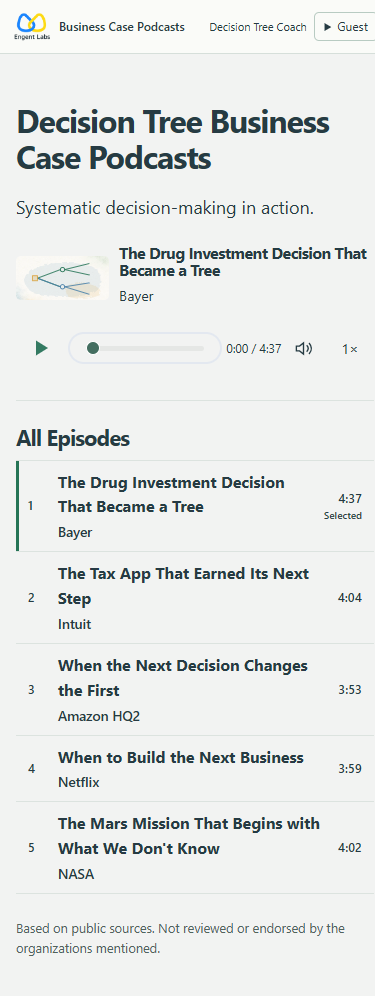 Engent Labs
Business Case Podcasts
Decision Tree Coach
Guest
Decision Tree Business
Case Podcasts
Systematic decision-making in action.
The Drug Investment Decision That
Became a Tree
Bayer
0:00 / 4:37
1×
All Episodes
1
The Drug Investment Decision
That Became a Tree
Bayer
4:37
Selected
2
The Tax App That Earned Its Next
Step
Intuit
4:04
3
When the Next Decision Changes
the First
Amazon HQ2
3:53
4
When to Build the Next Business
Netflix
3:59
5
The Mars Mission That Begins with
What We Don't Know
NASA
4:02
Based on public sources. Not reviewed or endorsed by the
organizations mentioned.